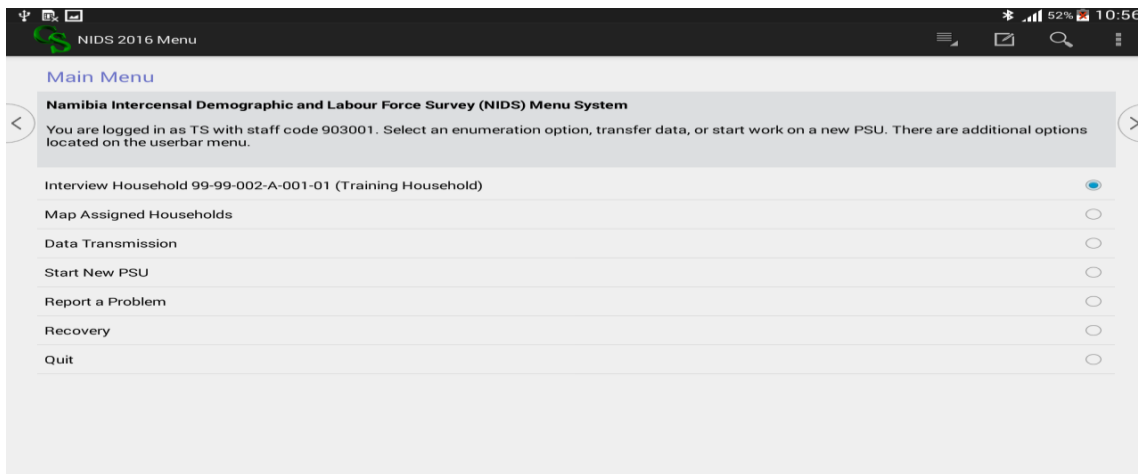 52% 10:56
NIDS 2016 Menu
Main Menu
Namibia Intercensal Demographic and Labour Force Survey (NIDS) Menu System
You are logged in as TS with staff code 903001. Select an enumeration option, transfer data, or start work on a new PSU. There are additional options
located on the userbar menu.
Interview Household 99-99-002-A-001-01 (Training Household)
Map Assigned Households
Data Transmission
Start New PSU
Report a Problem
Recovery
Quit